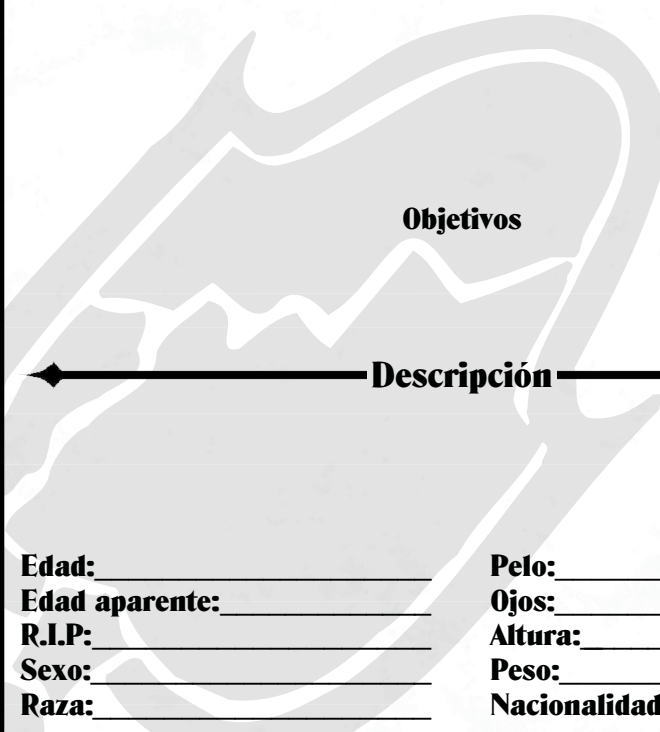 Objetivos
Descripción
Edad:
Edad aparente:
R.I.P:
Sexo:
Raza:
Pelo:
Ojos:
Altura:
Peso:
Nacionalidad